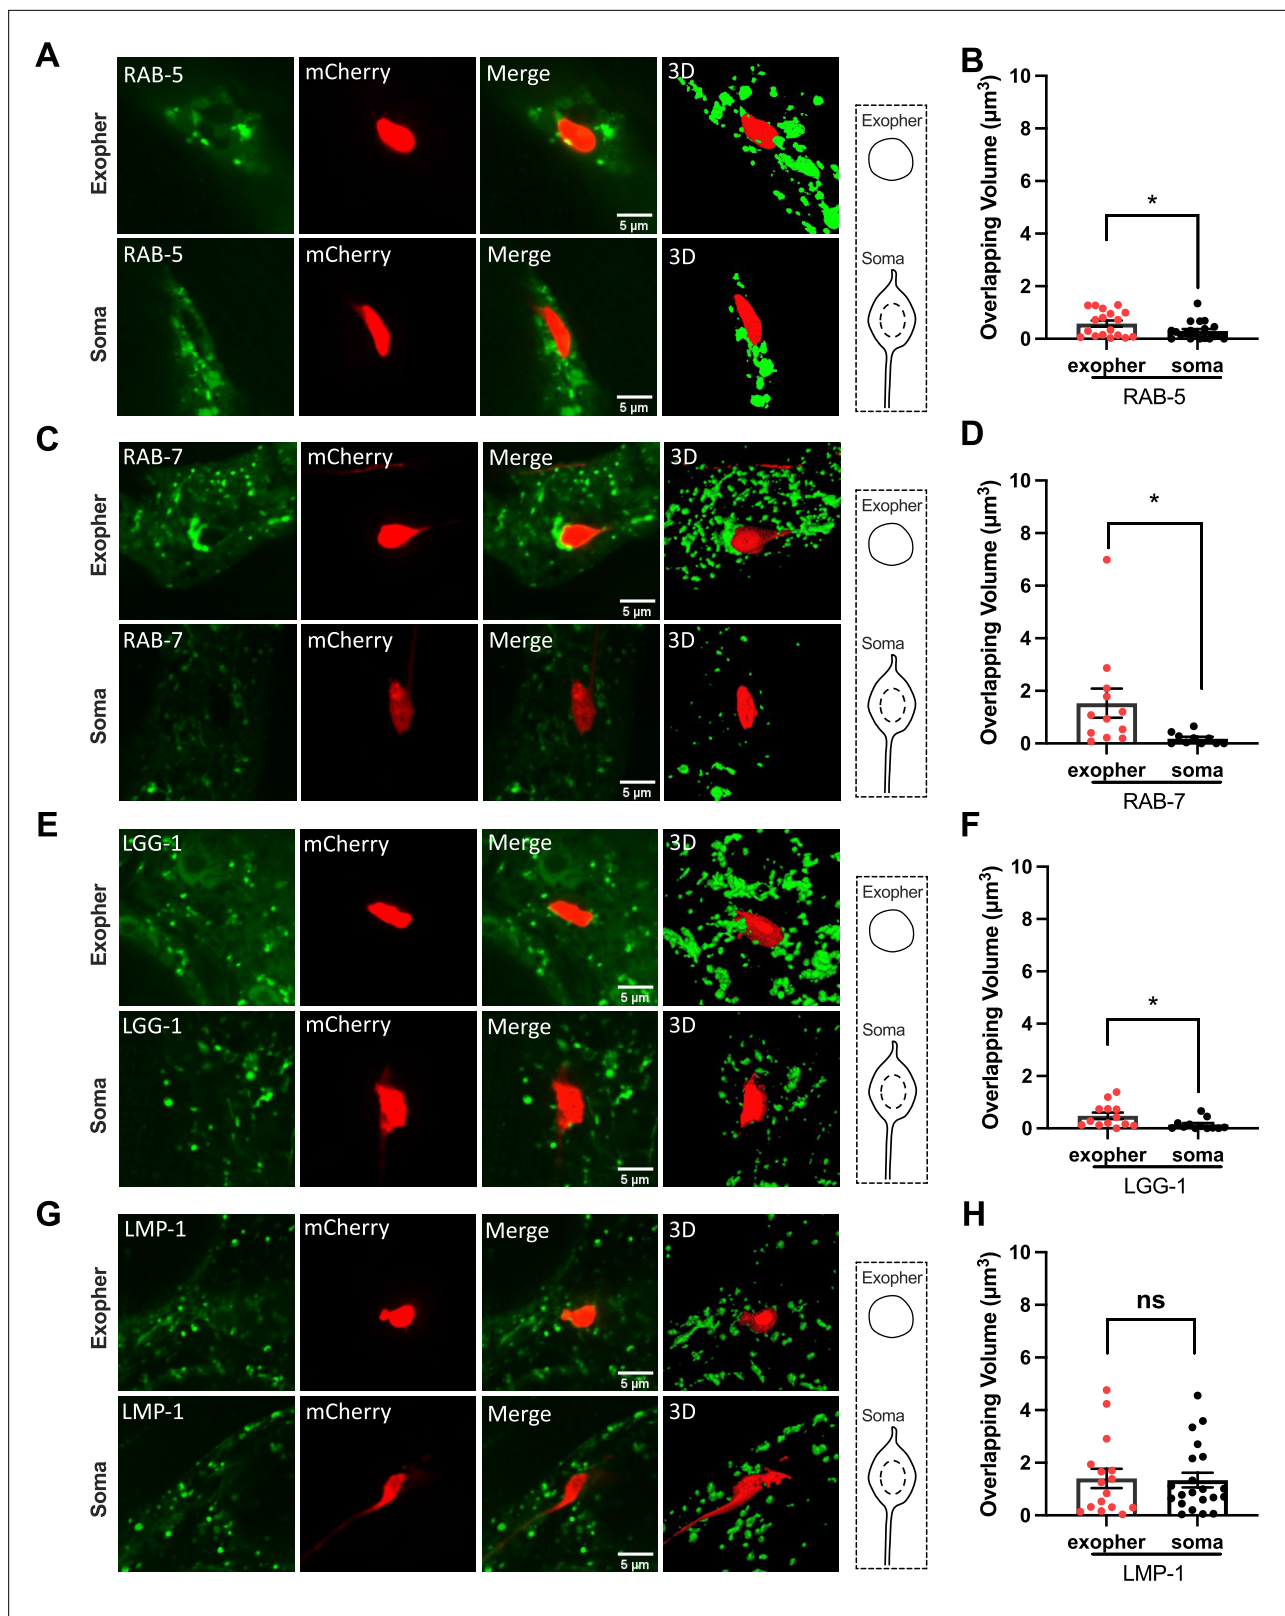 A
RAB-5 mCherry Merge 3D
Exopher
5 µm
RAB-5 mCherry Merge 3D
Soma
5 µm
Exopher
Soma
B
Overlapping Volume (µm³)
10
8
6
4
2
0
*
exopher soma
RAB-5
C
RAB-7 mCherry Merge 3D
Exopher
5 µm
RAB-7 mCherry Merge 3D
Soma
5 µm
Exopher
Soma
D
Overlapping Volume (µm³)
10
8
6
4
2
0
*
exopher soma
RAB-7
E
LGG-1 mCherry Merge 3D
Exopher
5 µm
LGG-1 mCherry Merge 3D
Soma
5 µm
Exopher
Soma
F
Overlapping Volume (µm³)
10
8
6
4
2
0
*
exopher soma
LGG-1
G
LMP-1 mCherry Merge 3D
Exopher
5 µm
LMP-1 mCherry Merge 3D
Soma
5 µm
Exopher
Soma
H
Overlapping Volume (µm³)
10
8
6
4
2
0
ns
exopher soma
LMP-1